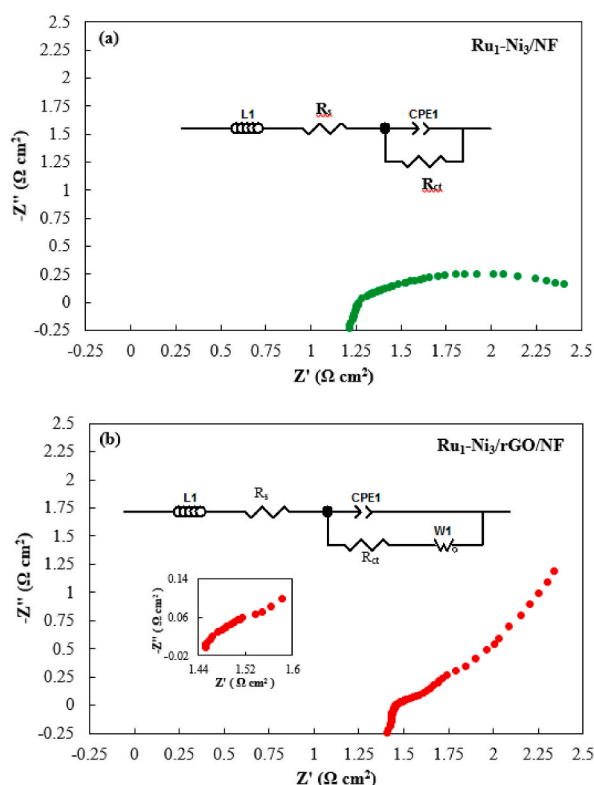 (a)
Ru₁-Ni₃/NF
L1
Rs
CPE1
Rct
2.5
2.25
2
1.75
1.5
1.25
1
0.75
0.5
0.25
0
-0.25
-Z" (Ω cm²)
-0.25 0 0.25 0.5 0.75 1 1.25 1.5 1.75 2 2.25 2.5
Z' (Ω cm²)
(b)
Ru₁-Ni₃/rGO/NF
L1
Rs
CPE1
W1
Rct
2.5
2.25
2
1.75
1.5
1.25
1
0.75
0.5
0.25
0
-0.25
-Z" (Ω cm²)
0.14
0.06
-0.02
-Z" (Ω cm²)
1.44 1.52 1.6
Z' (Ω cm²)
-0.25 0 0.25 0.5 0.75 1 1.25 1.5 1.75 2 2.25 2.5
Z' (Ω cm²)